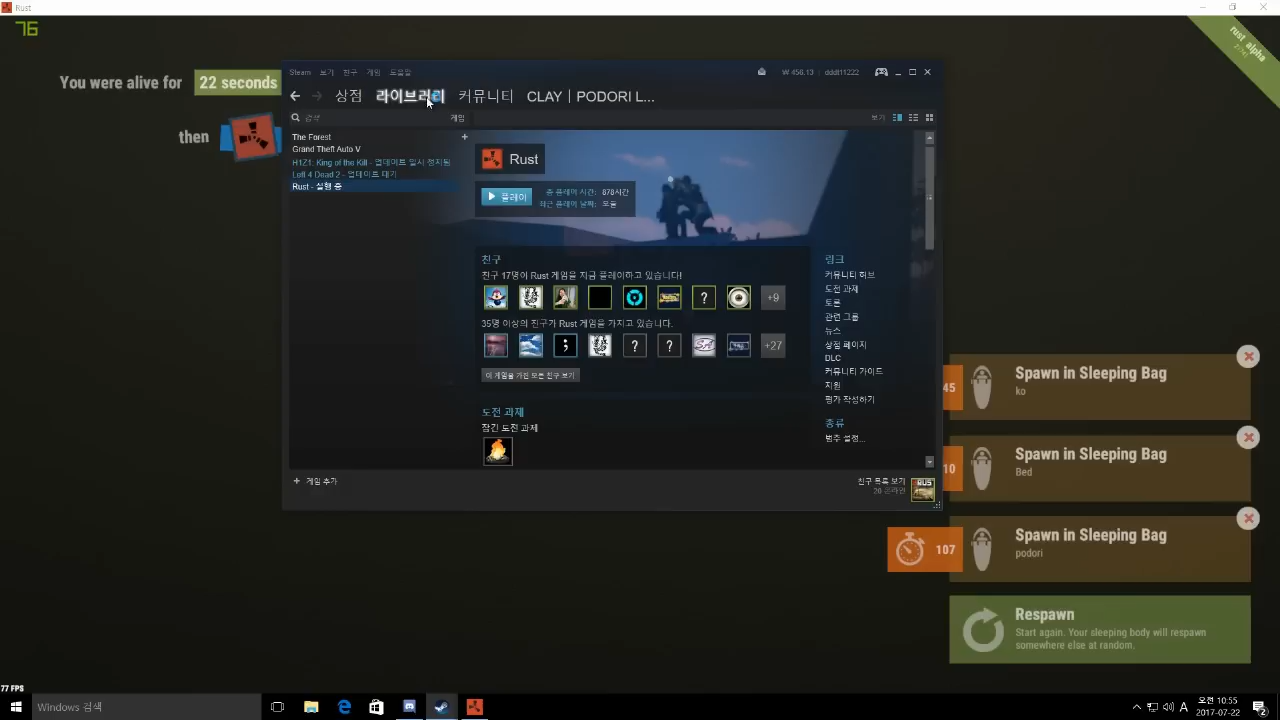 Rust
76
rust alpha
You were alive for 22 seconds
then
Steam 보기 친구 게임 도움말
₩ 456.13 dddl11222
상점 라이브러리 커뮤니티 CLAY | PODORI L...
검색 게임 보기
The Forest
Grand Theft Auto V
H1Z1: King of the Kill - 업데이트 일시 정지됨
Left 4 Dead 2 - 업데이트 대기
Rust - 실행 중
Rust
플레이
총 플레이 시간: 878시간
최근 플레이 날짜: 오늘
친구
친구 17명이 Rust 게임을 지금 플레이하고 있습니다!
+9
35명 이상의 친구가 Rust 게임을 가지고 있습니다.
+27
이 게임을 가진 모든 친구 보기
도전 과제
잠긴 도전 과제
링크
커뮤니티 허브
도전 과제
토론
관련 그룹
뉴스
상점 페이지
DLC
커뮤니티 가이드
지원
평가 작성하기
종류
범주 설정...
+ 게임 추가
친구 목록 보기
26 온라인
45
Spawn in Sleeping Bag
ko
10
Spawn in Sleeping Bag
Bed
107
Spawn in Sleeping Bag
podori
Respawn
Start again. Your sleeping body will respawn
somewhere else at random.
77 FPS
Windows 검색
A
오전 10:55
2017-07-22
2